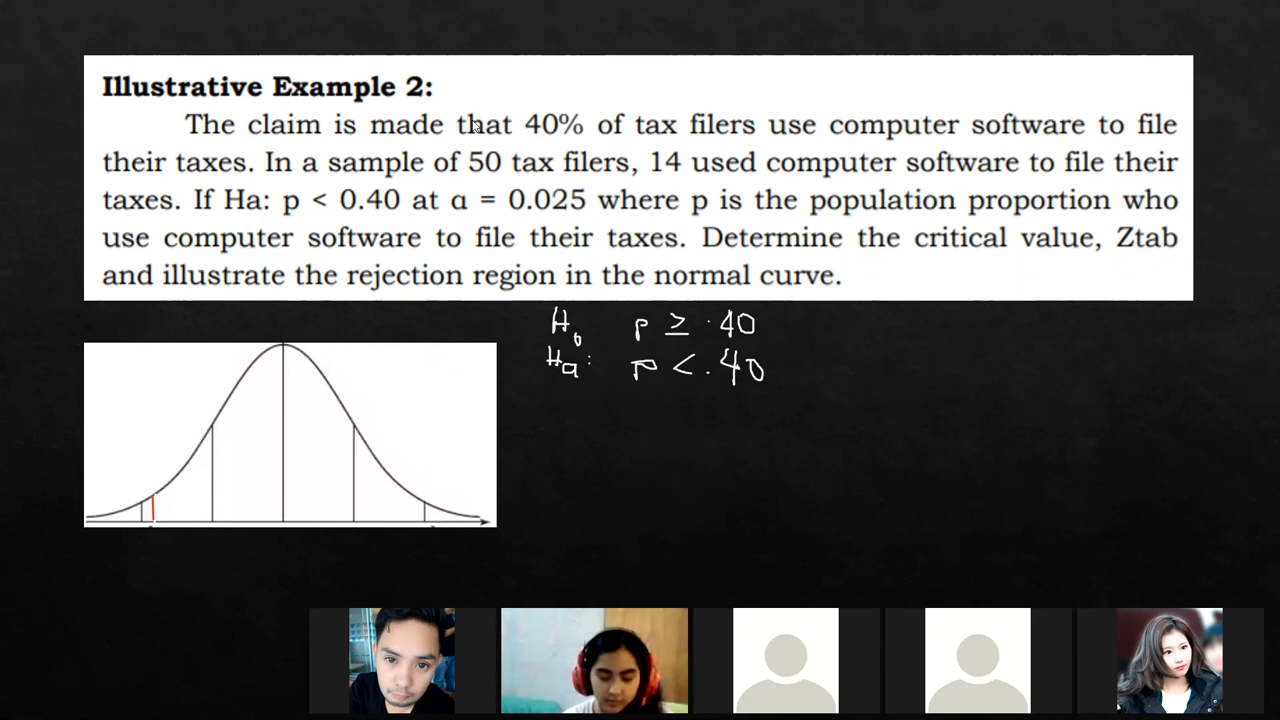 Illustrative Example 2:
The claim is made that 40% of tax filers use computer software to file
their taxes. In a sample of 50 tax filers, 14 used computer software to file their
taxes. If Ha: p < 0.40 at α = 0.025 where p is the population proportion who
use computer software to file their taxes. Determine the critical value, Ztab
and illustrate the rejection region in the normal curve.
H₀ p ≥ .40
Ha: p < .40